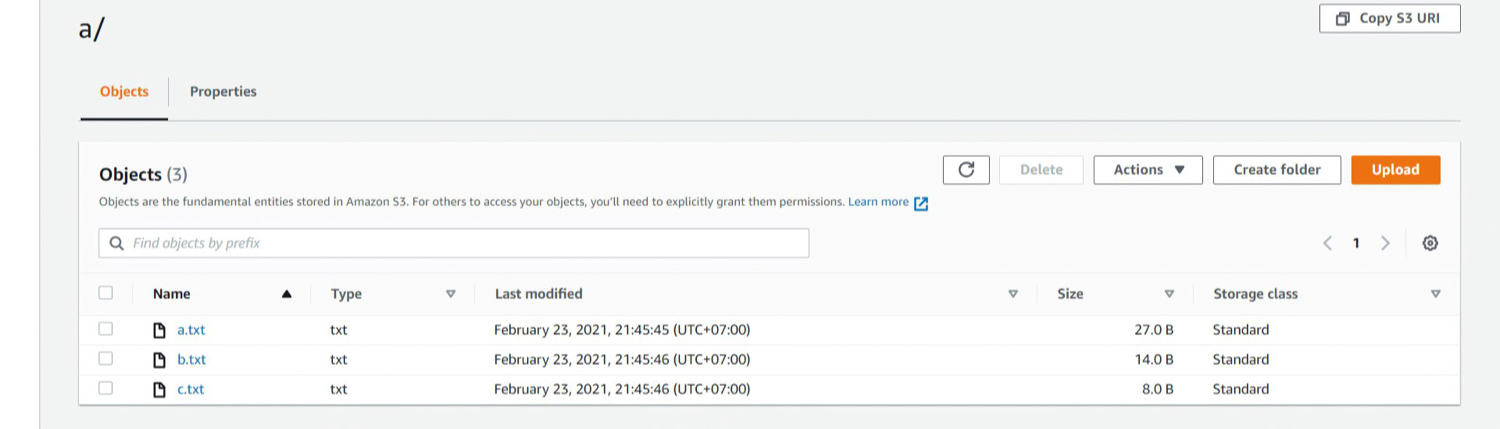 a/
Copy S3 URI
Objects Properties
Objects (3)
Delete Actions Create folder Upload
Objects are the fundamental entities stored in Amazon S3. For others to access your objects, you'll need to explicitly grant them permissions. Learn more
Find objects by prefix
1
Name Type Last modified Size Storage class
a.txt txt February 23, 2021, 21:45:45 (UTC+07:00) 27.0 B Standard
b.txt txt February 23, 2021, 21:45:46 (UTC+07:00) 14.0 B Standard
c.txt txt February 23, 2021, 21:45:46 (UTC+07:00) 8.0 B Standard